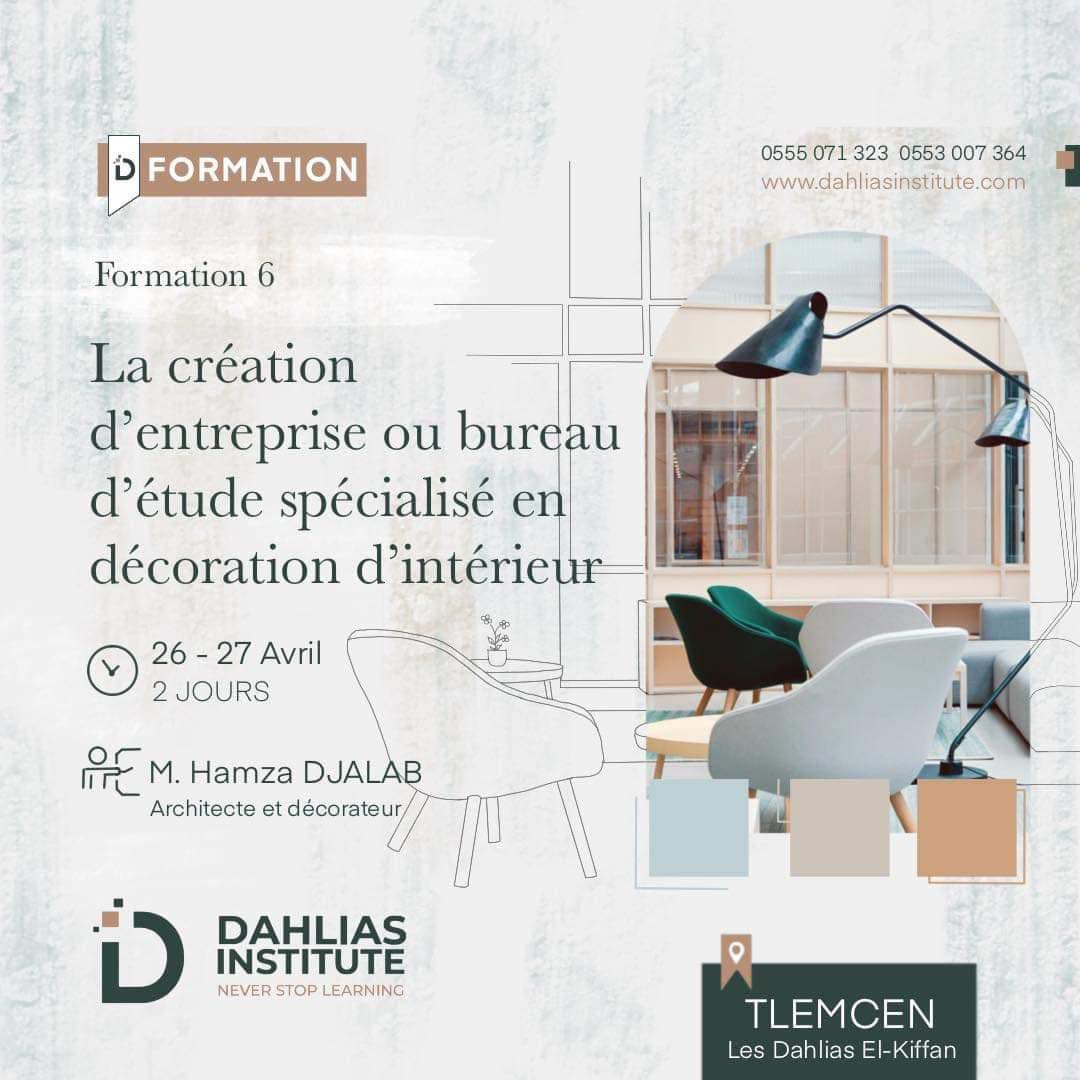 D FORMATION
0555 071 323 0553 007 364
www.dahliasinstitute.com
Formation 6
La création
d’entreprise ou bureau
d’étude spécialisé en
décoration d’intérieur
26 - 27 Avril
2 JOURS
M. Hamza DJALAB
Architecte et décorateur
D
DAHLIAS
INSTITUTE
NEVER STOP LEARNING
TLEMCEN
Les Dahlias El-Kiffan